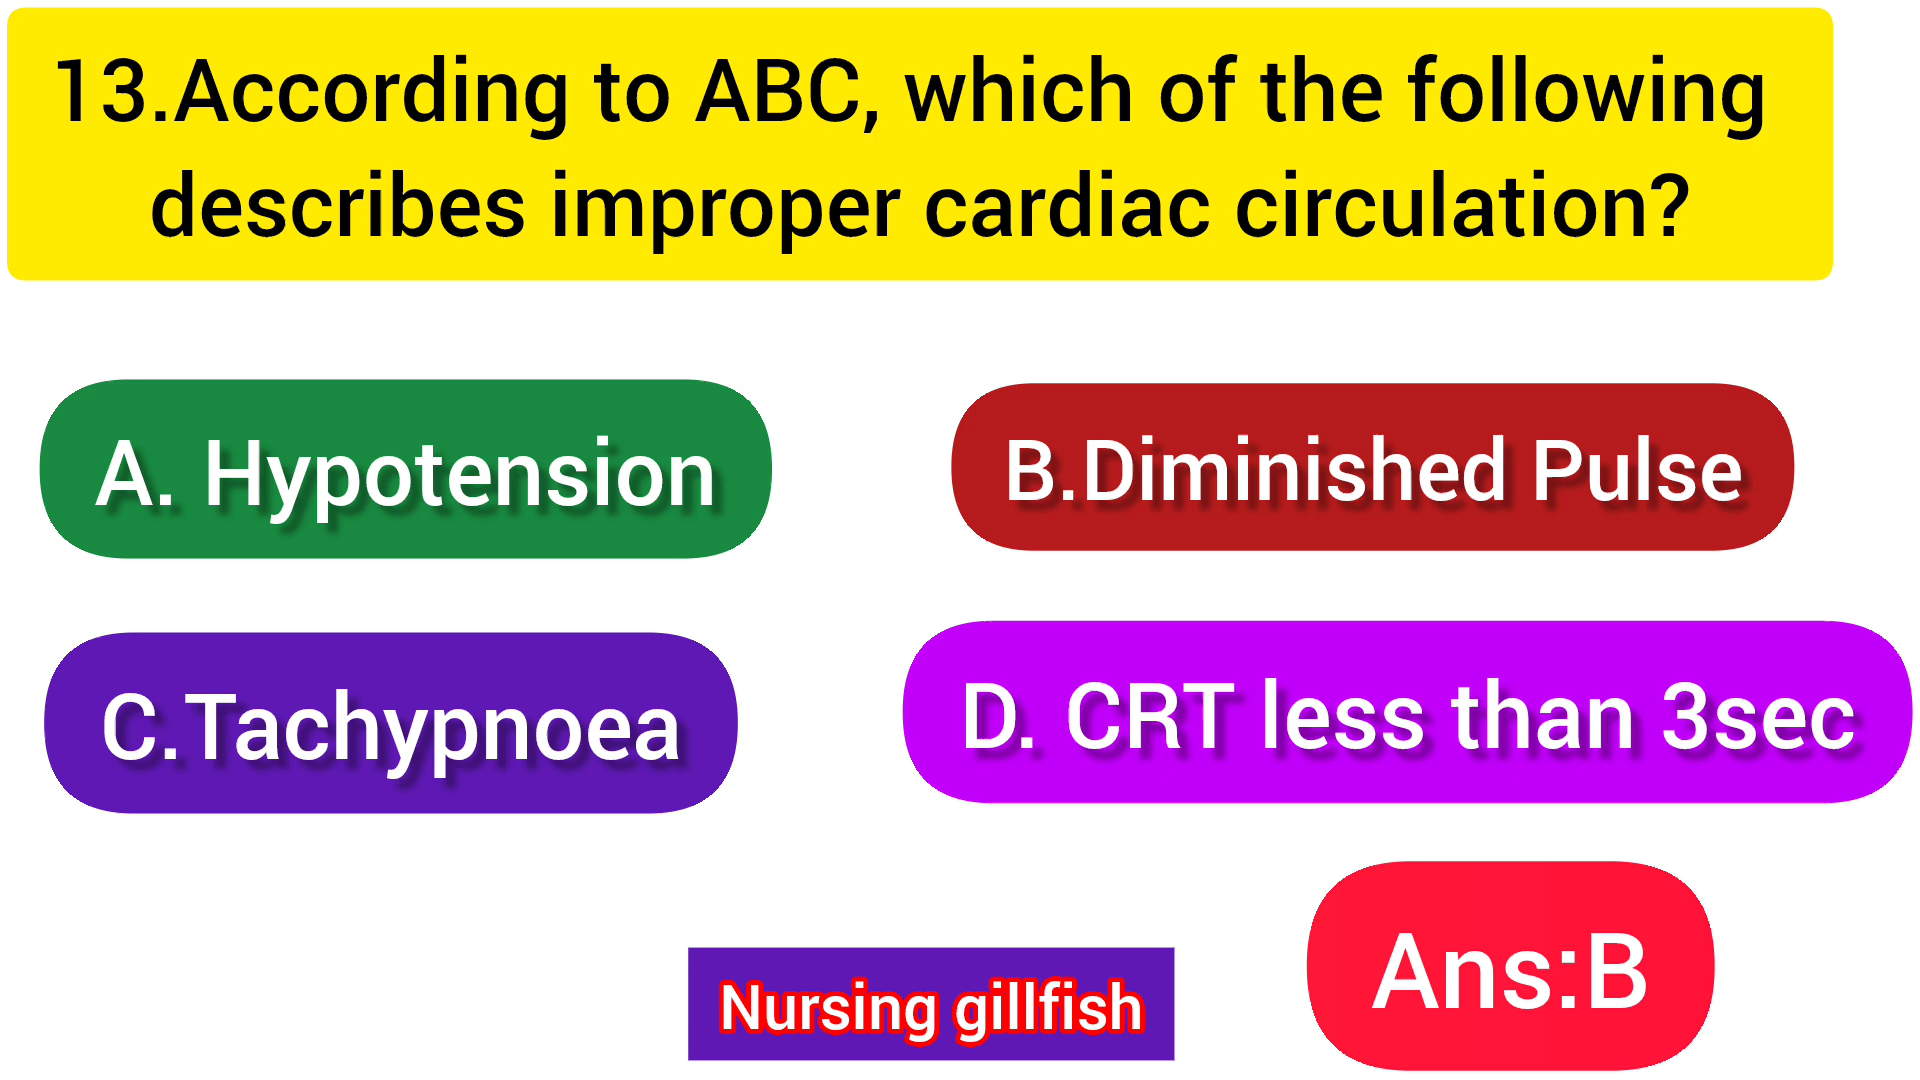 13.According to ABC, which of the following
describes improper cardiac circulation?
A. Hypotension
B.Diminished Pulse
C.Tachypnoea
D. CRT less than 3sec
Ans:B
Nursing gillfish